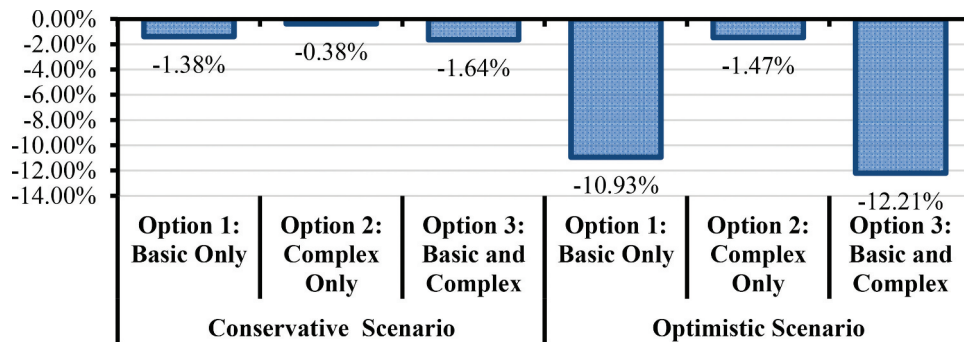 0.00%
-2.00%
-4.00%
-6.00%
-8.00%
-10.00%
-12.00%
-14.00%
-1.38%
-0.38%
-1.64%
-10.93%
-1.47%
-12.21%
Option 1:
Basic Only
Option 2:
Complex
Only
Option 3:
Basic and
Complex
Option 1:
Basic Only
Option 2:
Complex
Only
Option 3:
Basic and
Complex
Conservative Scenario
Optimistic Scenario